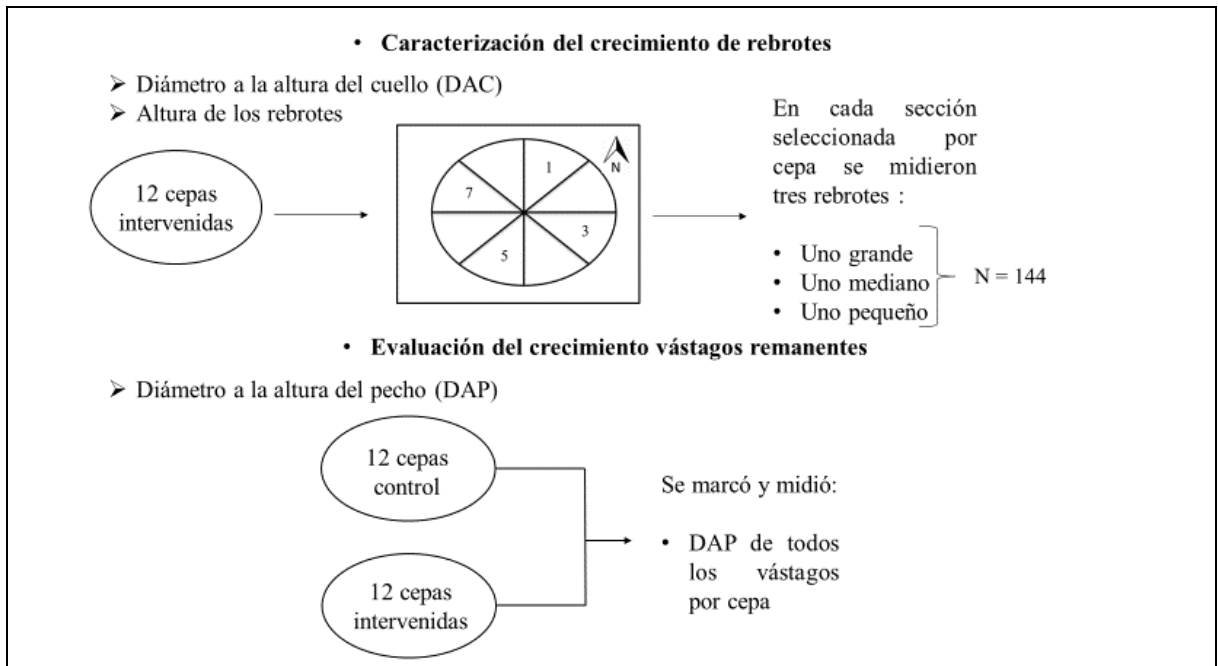 • Caracterización del crecimiento de rebrotes
➢ Diámetro a la altura del cuello (DAC)
➢ Altura de los rebrotes
12 cepas
intervenidas
1
N
7
3
5
En cada sección
seleccionada por
cepa se midieron
tres rebrotes :
• Uno grande
• Uno mediano
• Uno pequeño
N = 144
• Evaluación del crecimiento vástagos remanentes
➢ Diámetro a la altura del pecho (DAP)
12 cepas
control
12 cepas
intervenidas
Se marcó y midió:
• DAP de todos
los vástagos
por cepa